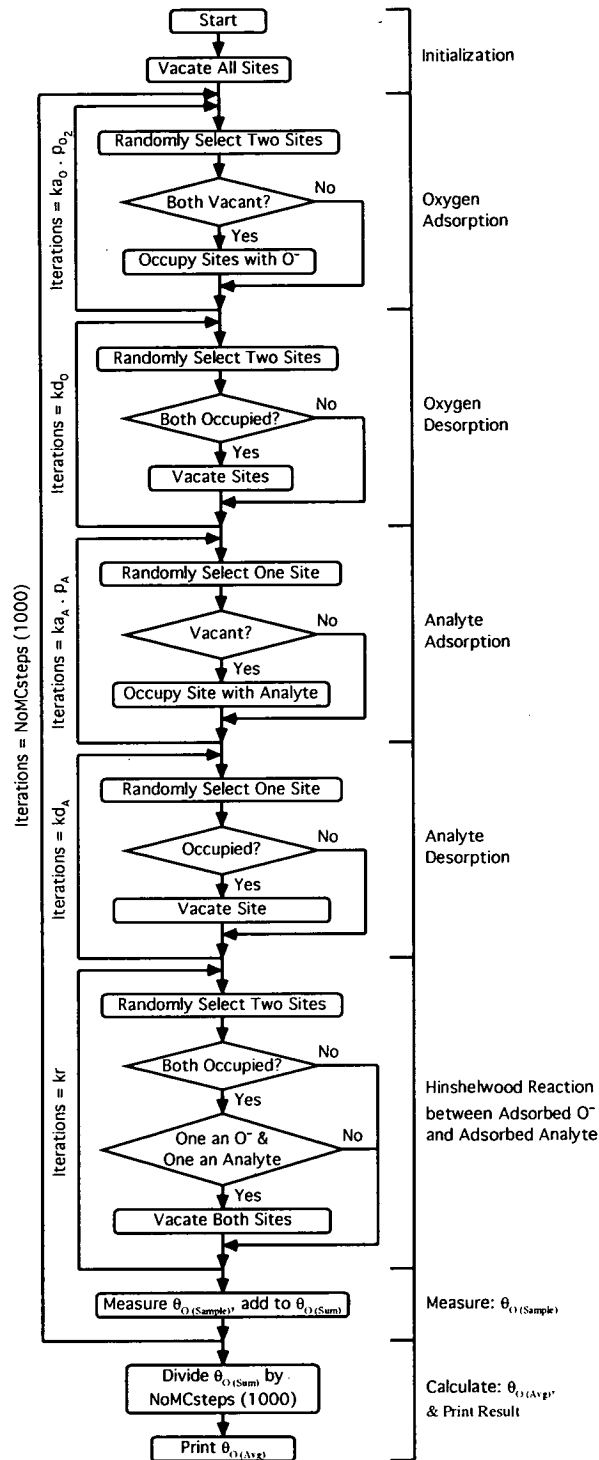 Start
Vacate All Sites
Initialization
Iterations = NoMCsteps (1000)
Iterations = ka_O · p_O2
Randomly Select Two Sites
Both Vacant?
No
Yes
Occupy Sites with O⁻
Oxygen
Adsorption
Iterations = kd_O
Randomly Select Two Sites
Both Occupied?
No
Yes
Vacate Sites
Oxygen
Desorption
Iterations = ka_A · p_A
Randomly Select One Site
Vacant?
No
Yes
Occupy Site with Analyte
Analyte
Adsorption
Iterations = kd_A
Randomly Select One Site
Occupied?
No
Yes
Vacate Site
Analyte
Desorption
Iterations = kr
Randomly Select Two Sites
Both Occupied?
No
Yes
One an O⁻ &
One an Analyte
No
Yes
Vacate Both Sites
Hinshelwood Reaction
between Adsorbed O⁻
and Adsorbed Analyte
Measure θ_O (Sample), add to θ_O (Sum)
Measure: θ_O (Sample)
Divide θ_O (Sum) by
NoMCsteps (1000)
Calculate: θ_O (Avg),
& Print Result
Print θ_O (Avg)